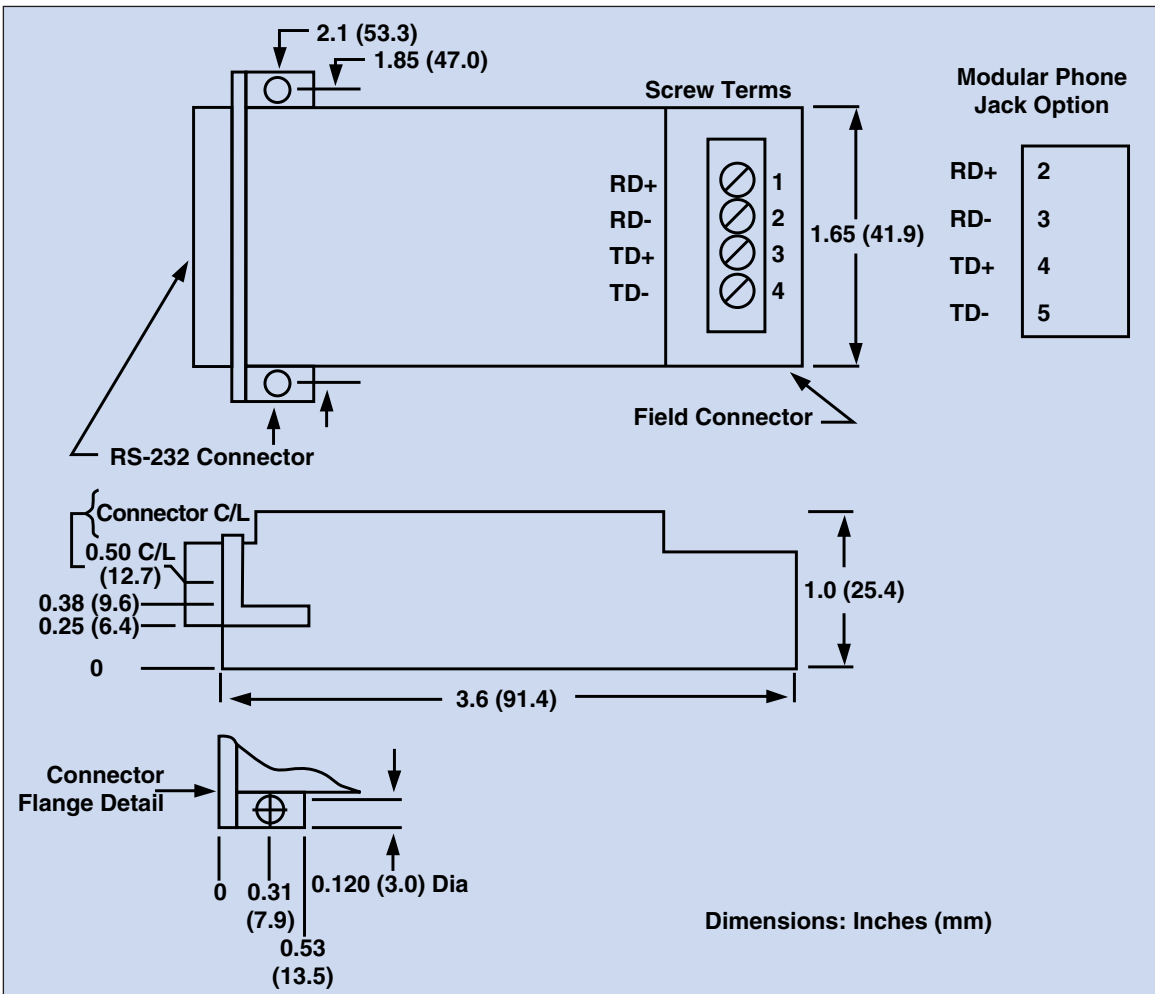 2.1 (53.3)
1.85 (47.0)
Screw Terms
Modular Phone
Jack Option
RD+
RD-
TD+
TD-
1
2
3
4
1.65 (41.9)
RD+ 2
RD- 3
TD+ 4
TD- 5
Field Connector
RS-232 Connector
Connector C/L
0.50 C/L
(12.7)
0.38 (9.6)
0.25 (6.4)
0
1.0 (25.4)
3.6 (91.4)
Connector
Flange Detail
0
0.31
(7.9)
0.53
(13.5)
0.120 (3.0) Dia
Dimensions: Inches (mm)